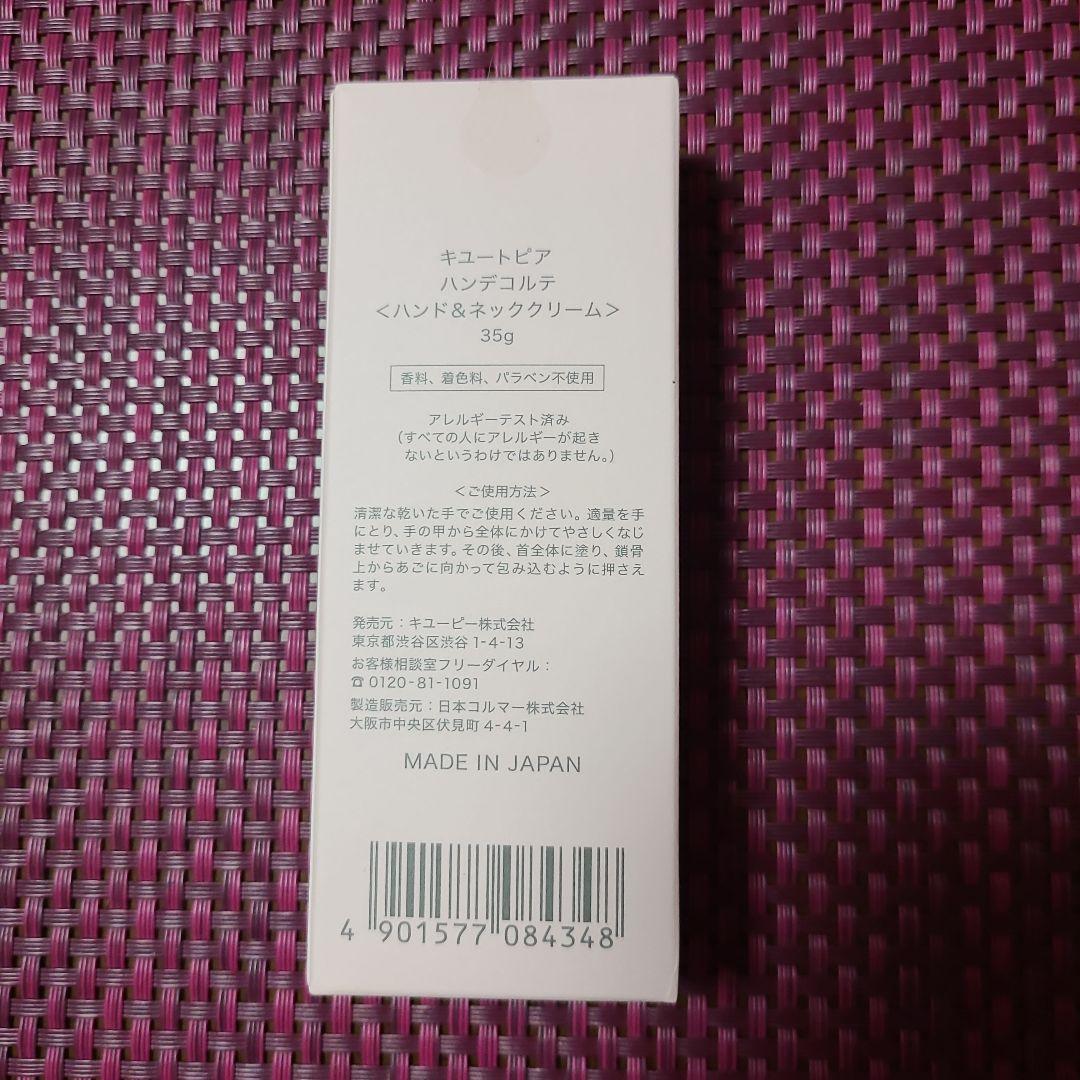 キユートピア
ハンデコルテ
＜ハンド＆ネッククリーム＞
35g
香料、着色料、パラベン不使用
アレルギーテスト済み
（すべての人にアレルギーが起き
ないというわけではありません。）
＜ご使用方法＞
清潔な乾いた手でご使用ください。適量を手
にとり、手の甲から全体にかけてやさしくなじ
ませていきます。その後、首全体に塗り、鎖骨
上からあごに向かって包み込むように押さえ
ます。
発売元：キユーピー株式会社
東京都渋谷区渋谷 1-4-13
お客様相談室フリーダイヤル：
☎ 0120-81-1091
製造販売元：日本コルマー株式会社
大阪市中央区伏見町 4-4-1
MADE IN JAPAN
4 901577 084348